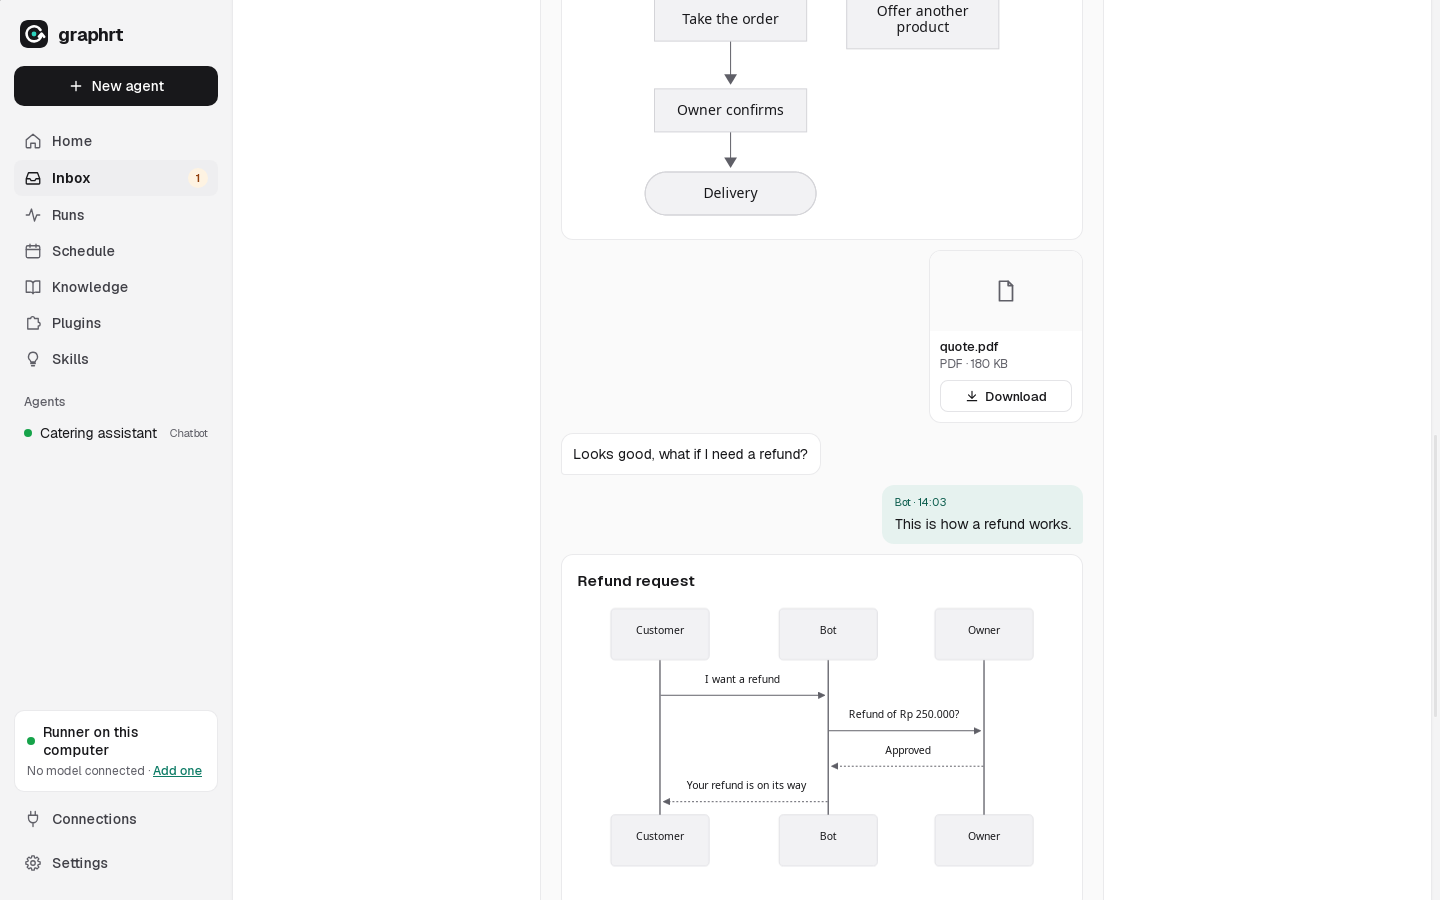 graphrt
New agent
Home
Inbox
1
Runs
Schedule
Knowledge
Plugins
Skills
Agents
Catering assistant
Chatbot
Runner on this
computer
No model connected · Add one
Connections
Settings
Take the order
Offer another
product
Owner confirms
Delivery
quote.pdf
PDF · 180 KB
Download
Looks good, what if I need a refund?
Bot · 14:03
This is how a refund works.
Refund request
Customer
Bot
Owner
I want a refund
Refund of Rp 250.000?
Approved
Your refund is on its way
Customer
Bot
Owner